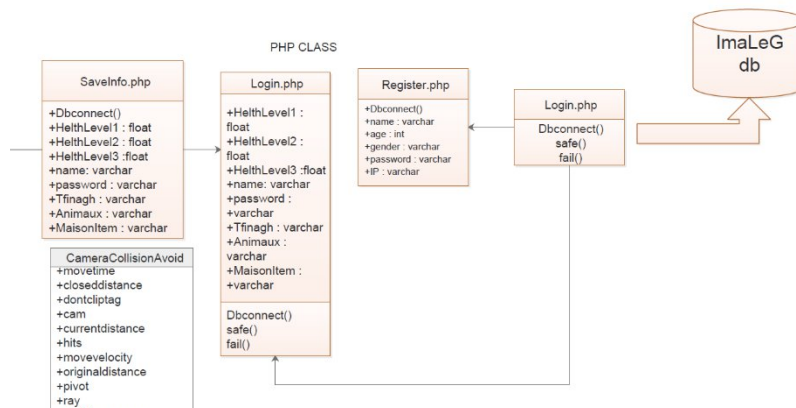 PHP CLASS
ImaLeG
db
SaveInfo.php
+Dbconnect()
+HelthLevel1 : float
+HelthLevel2 : float
+HelthLevel3 :float
+name: varchar
+password : varchar
+Tfinagh : varchar
+Animaux : varchar
+MaisonItem : varchar
CameraCollisionAvoid
+movetime
+closeddistance
+dontcliptag
+cam
+currentdistance
+hits
+movevelocity
+originaldistance
+pivot
+ray
Login.php
+HelthLevel1 :
float
+HelthLevel2 :
float
+HelthLevel3 :float
+name: varchar
+password :
+varchar
+Tfinagh : varchar
+Animaux :
varchar
+MaisonItem :
+varchar
Dbconnect()
safe()
fail()
Register.php
+Dbconnect()
+name : varchar
+age : int
+gender : varchar
+password : varchar
+IP : varchar
Login.php
Dbconnect()
safe()
fail()